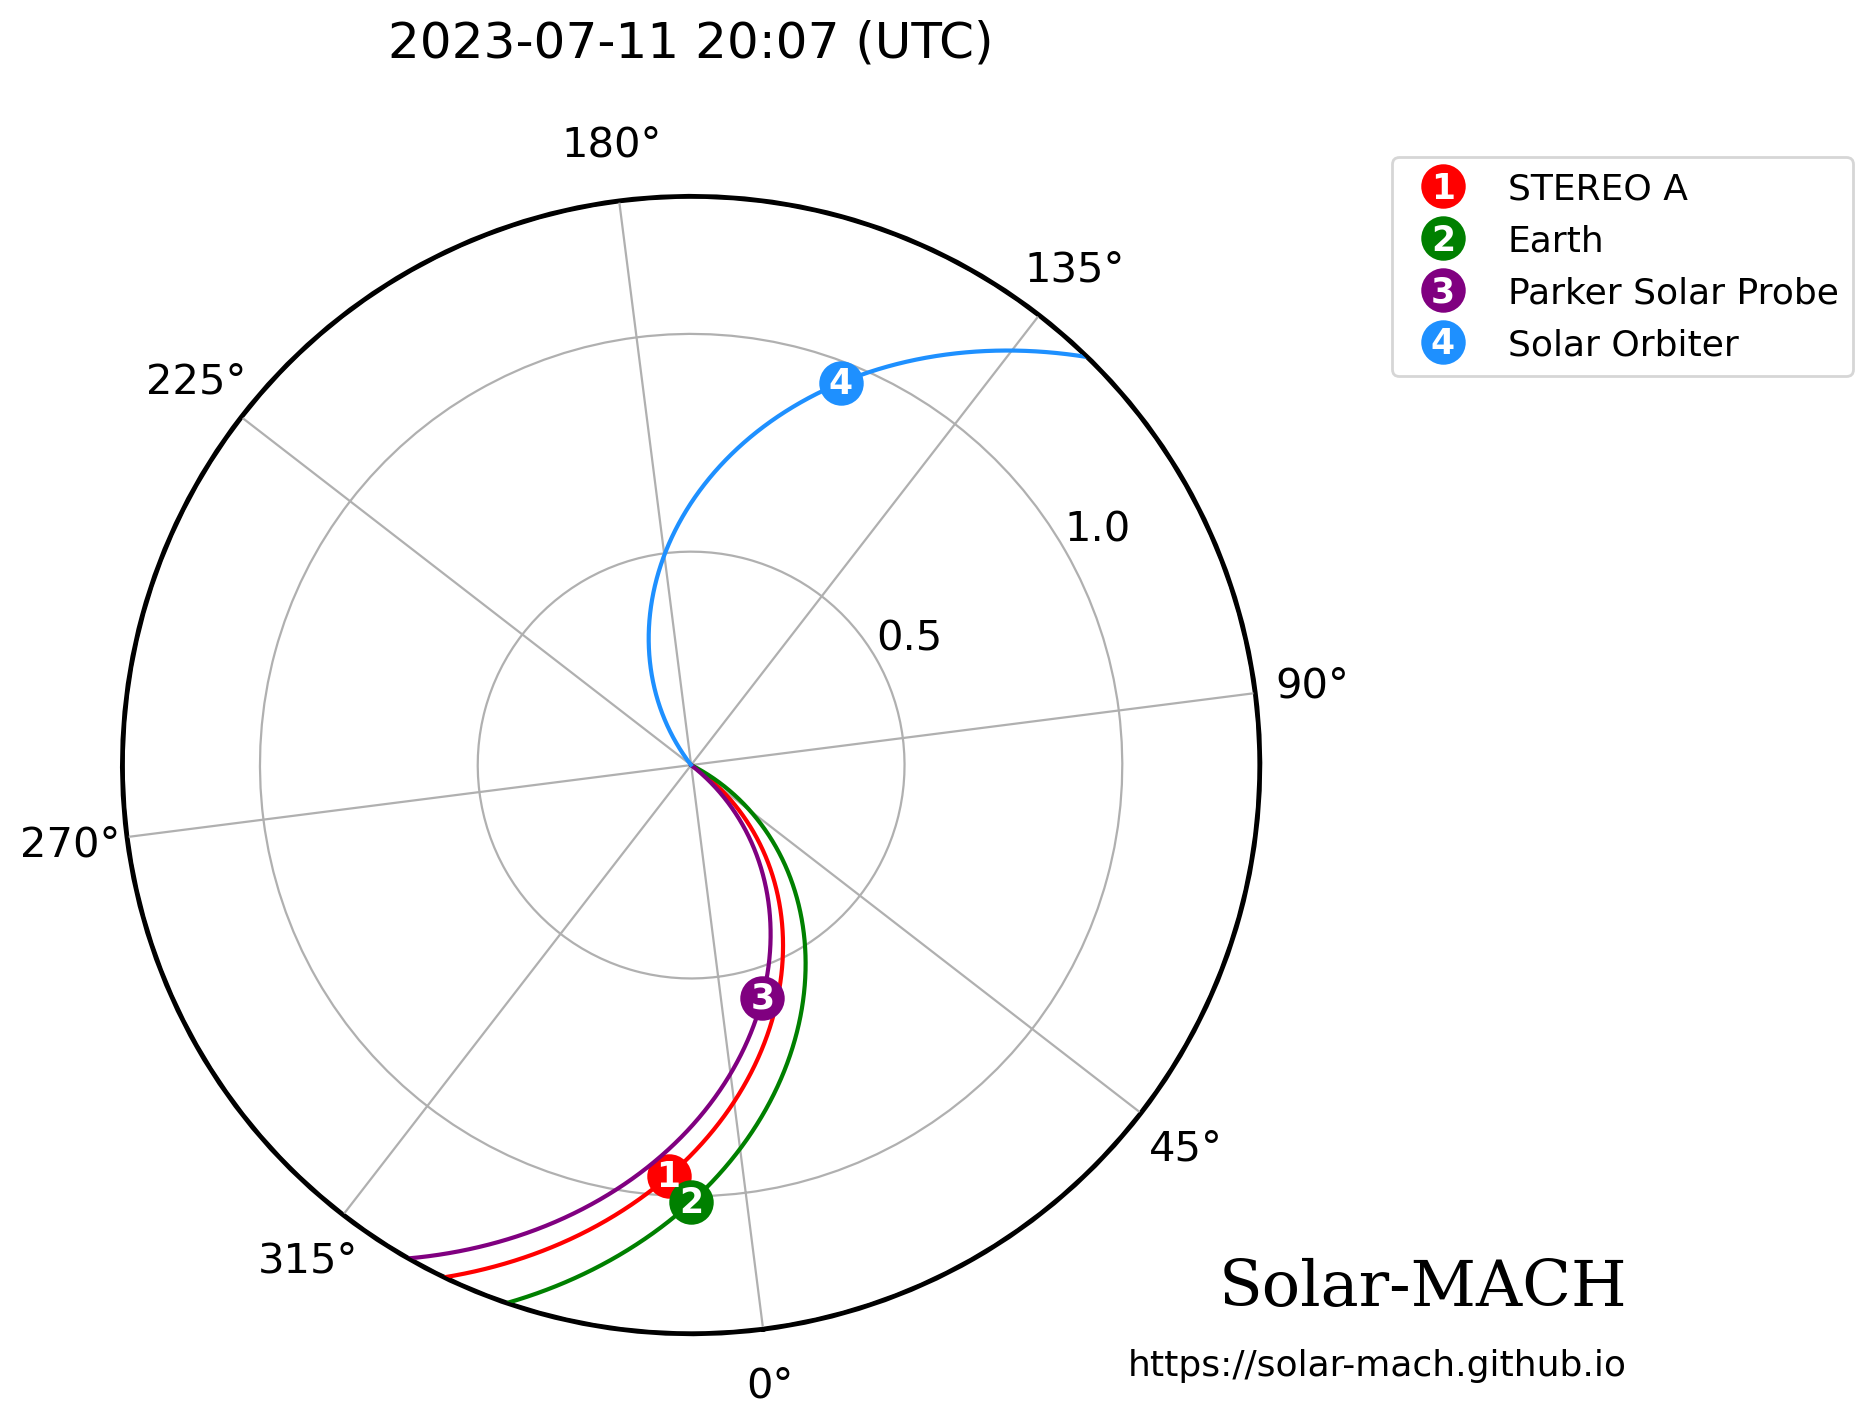 2023-07-11 20:07 (UTC)
180°
135°
225°
1.0
0.5
90°
270°
45°
315°
0°
1 STEREO A
2 Earth
3 Parker Solar Probe
4 Solar Orbiter
4
3
1
2
Solar-MACH
https://solar-mach.github.io